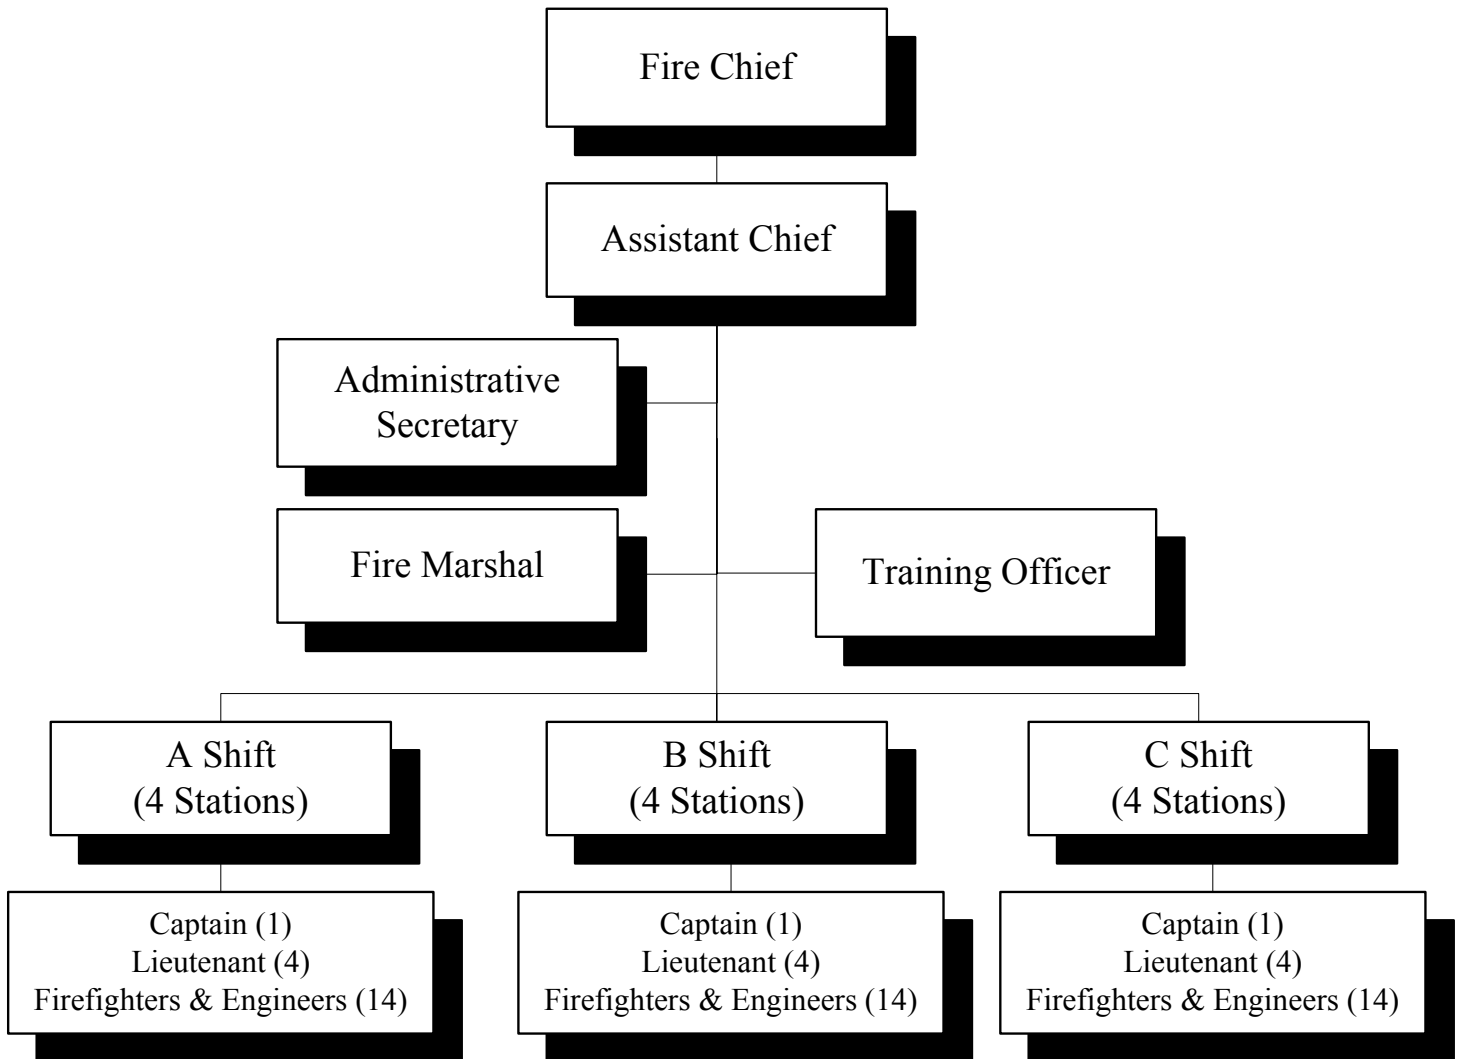 Fire Chief
Assistant Chief
Administrative
Secretary
Fire Marshal
Training Officer
A Shift
(4 Stations)
B Shift
(4 Stations)
C Shift
(4 Stations)
Captain (1)
Lieutenant (4)
Firefighters & Engineers (14)
Captain (1)
Lieutenant (4)
Firefighters & Engineers (14)
Captain (1)
Lieutenant (4)
Firefighters & Engineers (14)